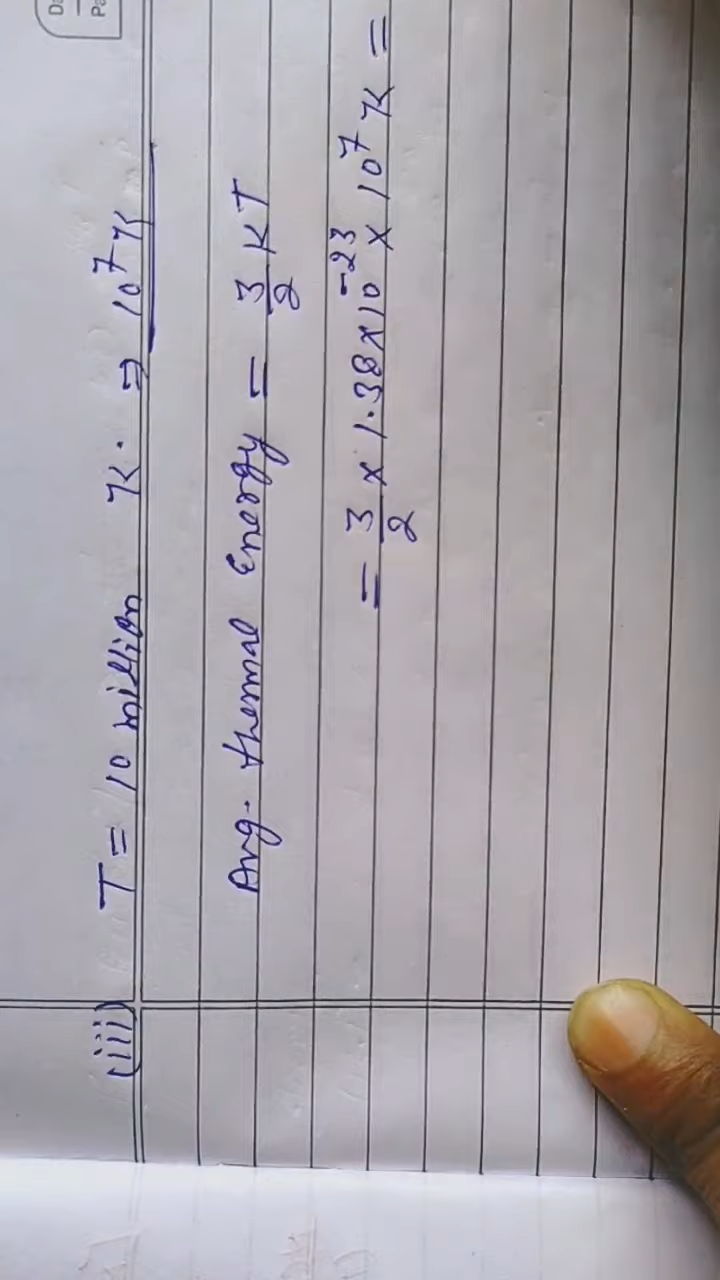 (iii) T = 10 million K. ⇒ 10⁷ K
Avg. thermal Energy = 3/2 KT
= 3/2 × 1.38 × 10⁻²³ × 10⁷ K =